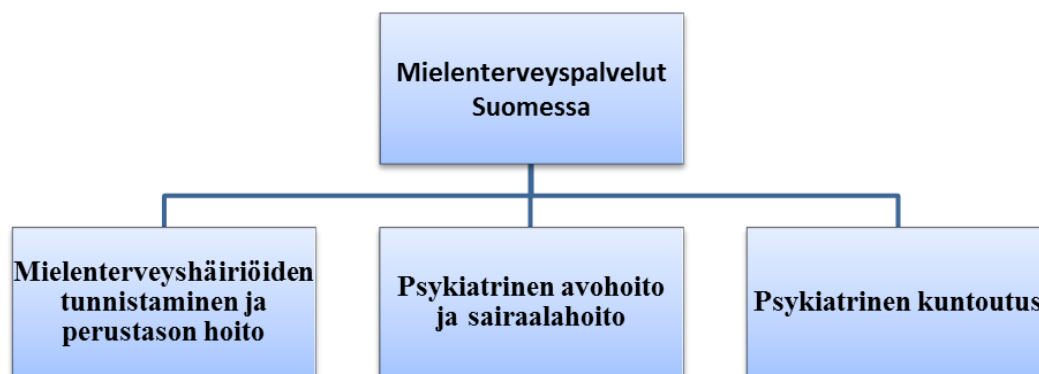 Mielenterveyspalvelut
Suomessa
Mielenterveyshäiriöiden
tunnistaminen ja
perustason hoito
Psykiatrinen avohoito
ja sairaalahoito
Psykiatrinen kuntoutus